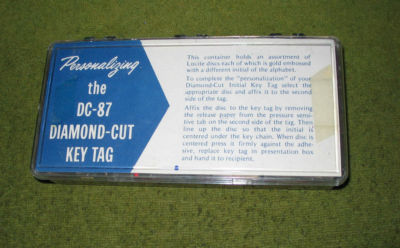 Personalizing
the
DC-87
DIAMOND-CUT
KEY TAG
This container holds an assortment of
Lucite discs each of which is gold embossed
with a different initial of the alphabet.
To complete the "personalization" of your
Diamond-Cut Initial Key Tag select the
appropriate disc and affix it to the second
side of the tag.
Affix the disc to the key tag by removing
the release paper from the pressure sensi-
tive tab on the second side of the tag. Then
line up the disc so that the initial is
centered under the key chain. When disc is
centered press it firmly against the adhe-
sive, replace key tag in presentation box
and hand it to recipient.